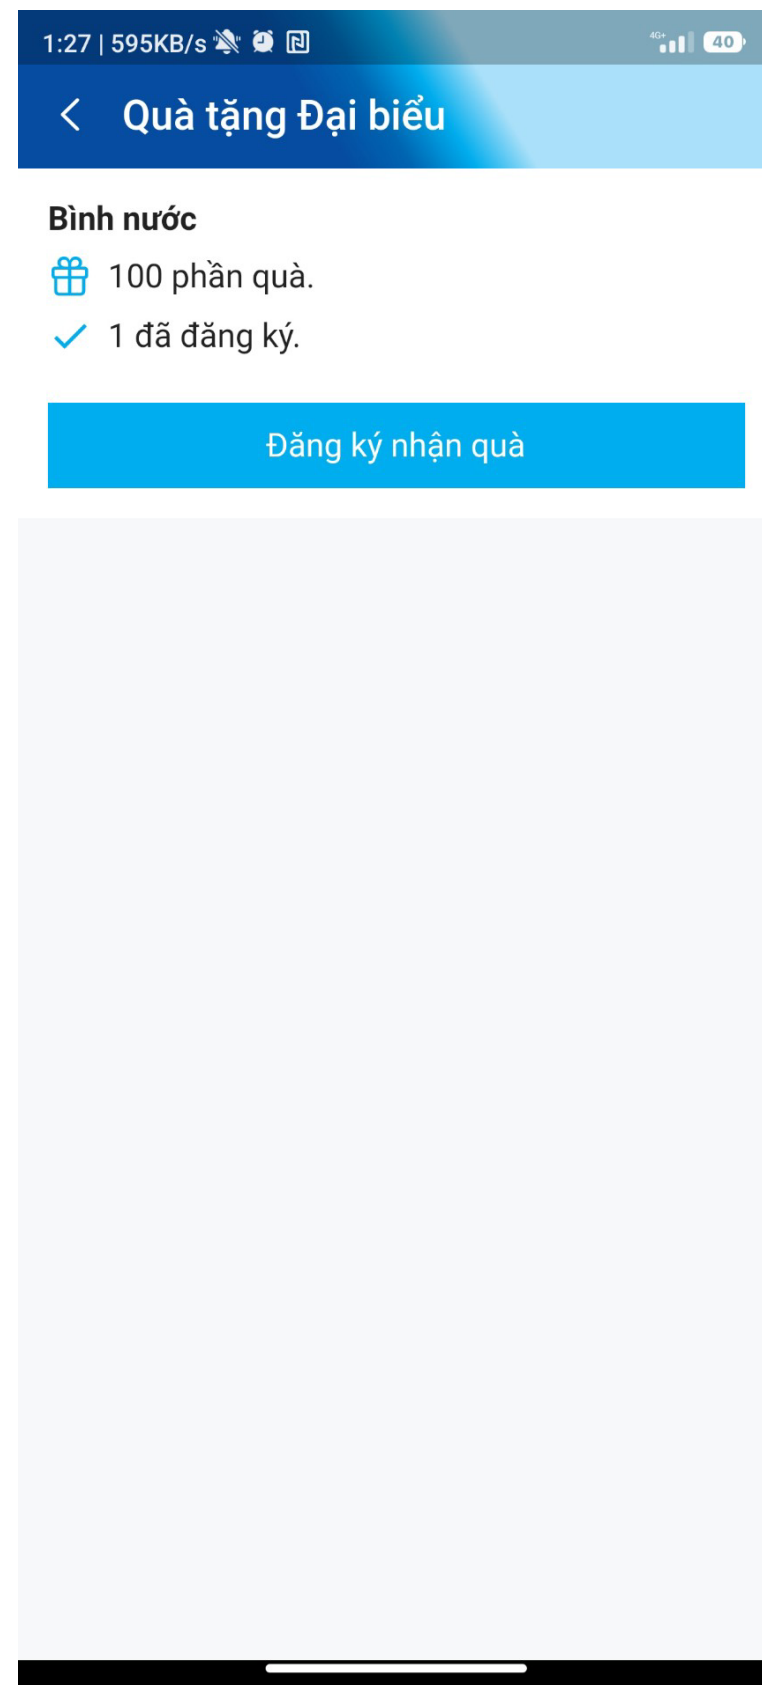 1:27 | 595KB/s 4G+ 40
Quà tặng Đại biểu
Bình nước
100 phần quà.
1 đã đăng ký.
Đăng ký nhận quà